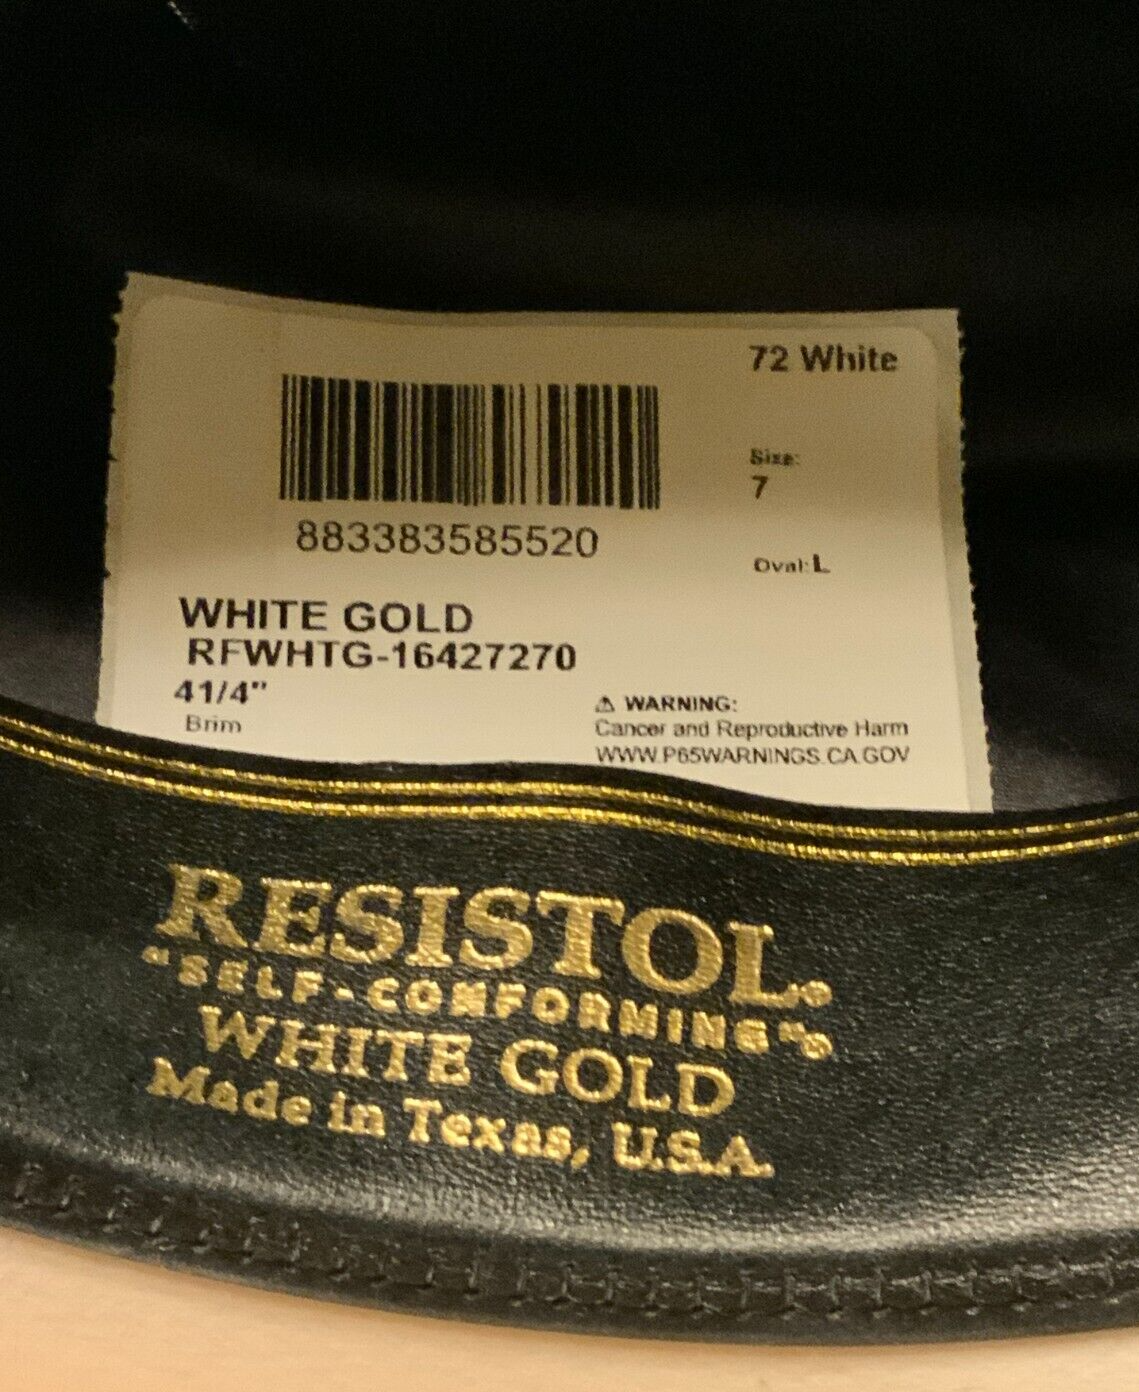 72 White
Size:
7
883383585520
Oval: L
WHITE GOLD
RFWHTG-16427270
41/4"
Brim
⚠ WARNING:
Cancer and Reproductive Harm
WWW.P65WARNINGS.CA.GOV
RESISTOL®
"SELF-CONFORMING"®
WHITE GOLD
Made in Texas, U.S.A.